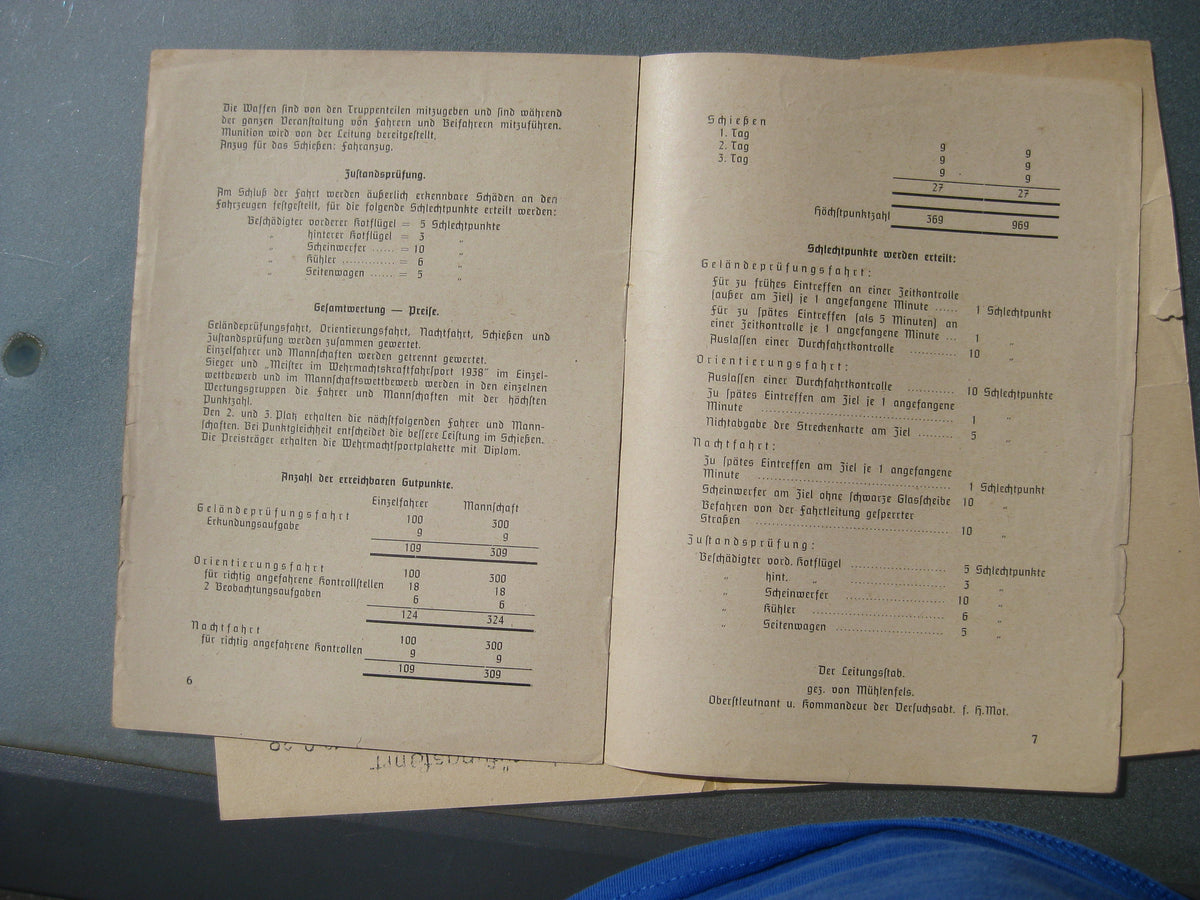 Die Waffen sind von den Truppenteilen mitzugeben und sind während
der ganzen Veranstaltung von Fahrern und Beifahrern mitzuführen.
Munition wird von der Leitung bereitgestellt.
Anzug für das Schießen: Fahranzug.
Zustandsprüfung.
Am Schluß der Fahrt werden äußerlich erkennbare Schäden an den
Fahrzeugen festgestellt, für die folgende Schlechtpunkte erteilt werden:
Beschädigter vorderer Kotflügel = 5 Schlechtpunkte
„ hinterer Kotflügel = 3 „
„ Scheinwerfer ...... = 10 „
„ Kühler ............. = 6 „
„ Seitenwagen ...... = 5 „
Gesamtwertung — Preise.
Geländeprüfungsfahrt, Orientierungsfahrt, Nachtfahrt, Schießen und
Zustandsprüfung werden zusammen gewertet.
Einzelfahrer und Mannschaften werden getrennt gewertet.
Sieger und „Meister im Wehrmachtskraftfahrsport 1938" im Einzel-
wettbewerb und im Mannschaftswettbewerb werden in den einzelnen
Wertungsgruppen die Fahrer und Mannschaften mit der höchsten
Punktzahl.
Den 2. und 3. Platz erhalten die nächstfolgenden Fahrer und Mann-
schaften. Bei Punktgleichheit entscheidet die bessere Leistung im Schießen.
Die Preisträger erhalten die Wehrmachtsportplakette mit Diplom.
Anzahl der erreichbaren Gutpunkte.
Einzelfahrer Mannschaft
Geländeprüfungsfahrt 100 300
Erkundungsaufgabe 9 9
109 309
Orientierungsfahrt 100 300
für richtig angefahrene Kontrollstellen 18 18
2 Beobachtungsaufgaben 6 6
124 324
Nachtfahrt 100 300
für richtig angefahrene Kontrollen 9 9
109 309
6
Schießen
1. Tag 9 9
2. Tag 9 9
3. Tag 9 9
27 27
Höchstpunktzahl 369 969
Schlechtpunkte werden erteilt:
Geländeprüfungsfahrt:
Für zu frühes Eintreffen an einer Zeitkontrolle
(außer am Ziel) je 1 angefangene Minute ...... 1 Schlechtpunkt
Für zu spätes Eintreffen (als 5 Minuten) an
einer Zeitkontrolle je 1 angefangene Minute ... 1 „
Auslassen einer Durchfahrtkontrolle ........... 10 „
Orientierungsfahrt:
Auslassen einer Durchfahrtkontrolle ........... 10 Schlechtpunkte
Zu spätes Eintreffen am Ziel je 1 angefangene
Minute ........................................ 1 „
Nichtabgabe dre Streckenkarte am Ziel ........ 5 „
Nachtfahrt:
Zu spätes Eintreffen am Ziel je 1 angefangene
Minute ........................................ 1 Schlechtpunkt
Scheinwerfer am Ziel ohne schwarze Glasscheibe 10 „
Befahren von der Fahrtleitung gesperrter
Straßen ....................................... 10 „
Zustandsprüfung:
Beschädigter vord. Kotflügel ...................... 5 Schlechtpunkte
„ hint. „ ...................... 3 „
„ Scheinwerfer ...................... 10 „
„ Kühler ............................... 6 „
„ Seitenwagen ........................ 5 „
Der Leitungsstab.
gez. von Mühlenfels.
Oberstleutnant u. Kommandeur der Versuchsabt. f. H.Mot.
7